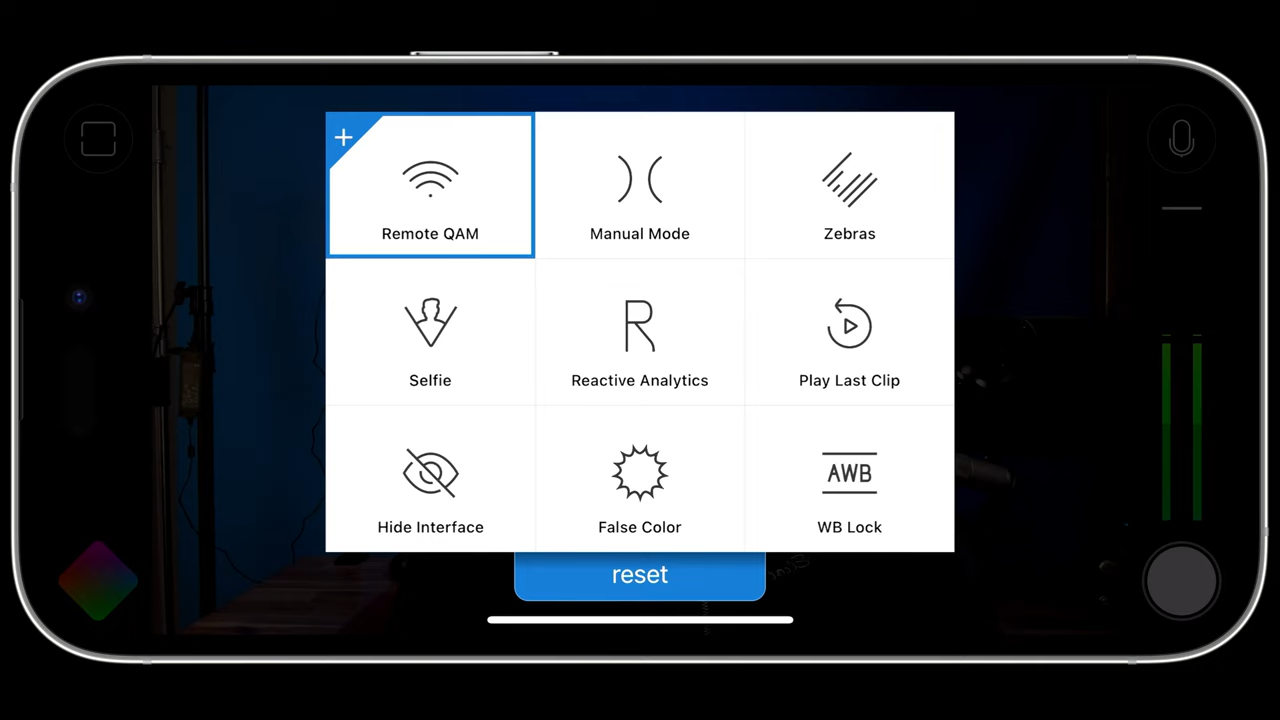 Remote QAM
Manual Mode
Zebras
Selfie
R
Reactive Analytics
Play Last Clip
Hide Interface
False Color
AWB
WB Lock
reset